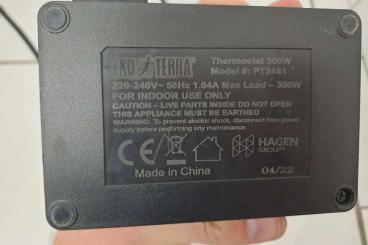 EXO TERRA
Thermostat 300W
Model #: PT2461
220-240V~ 50Hz 1.64A Max Load – 300W
FOR INDOOR USE ONLY
CAUTION – LIVE PARTS INSIDE DO NOT OPEN
THIS APPLIANCE MUST BE EARTHED
WARNING: To prevent electric shock, disconnect from power
supply before performing any maintenance.
CE
HAGEN
GROUP
Made in China
04/22